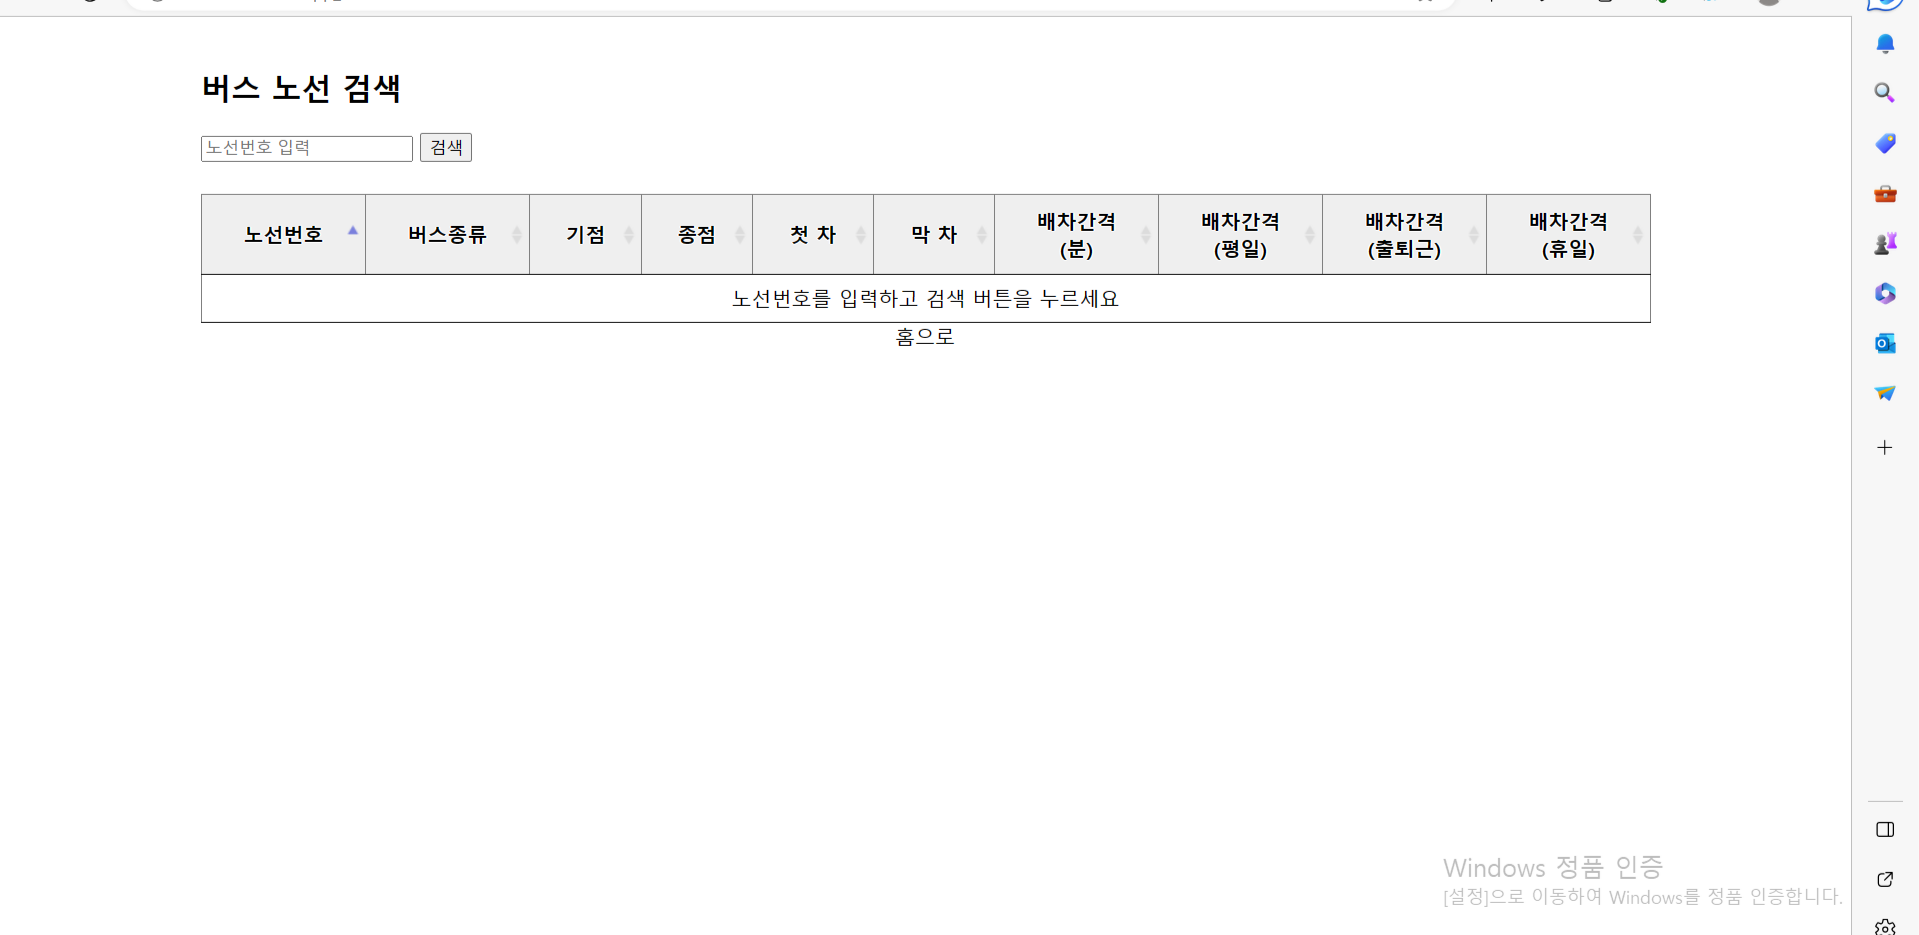 버스 노선 검색
노선번호 입력 검색
노선번호 버스종류 기점 종점 첫 차 막 차 배차간격 (분) 배차간격 (평일) 배차간격 (출퇴근) 배차간격 (휴일)
노선번호를 입력하고 검색 버튼을 누르세요
홈으로
Windows 정품 인증
[설정]으로 이동하여 Windows를 정품 인증합니다.